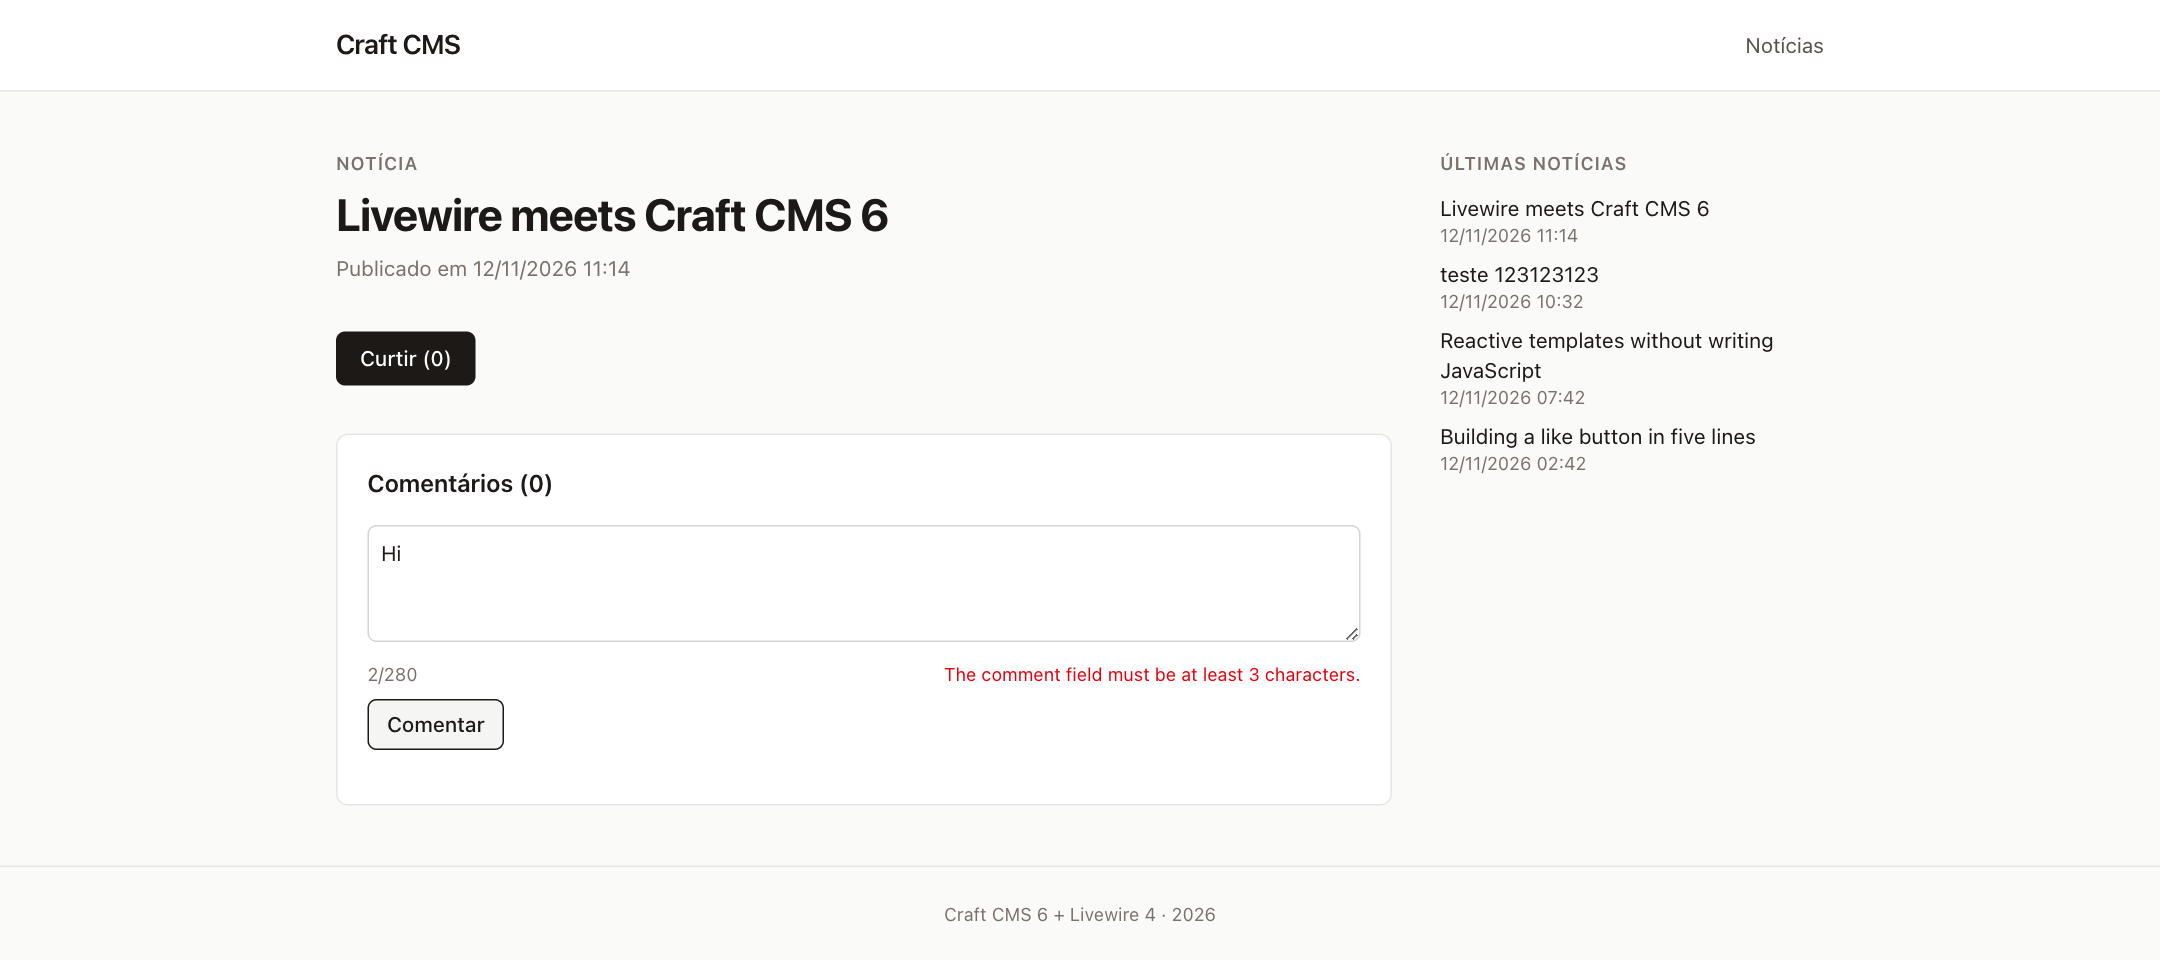 Craft CMS
Notícias
NOTÍCIA
Livewire meets Craft CMS 6
Publicado em 12/11/2026 11:14
Curtir (0)
Comentários (0)
Hi
2/280
The comment field must be at least 3 characters.
Comentar
ÚLTIMAS NOTÍCIAS
Livewire meets Craft CMS 6
12/11/2026 11:14
teste 123123123
12/11/2026 10:32
Reactive templates without writing
JavaScript
12/11/2026 07:42
Building a like button in five lines
12/11/2026 02:42
Craft CMS 6 + Livewire 4 · 2026